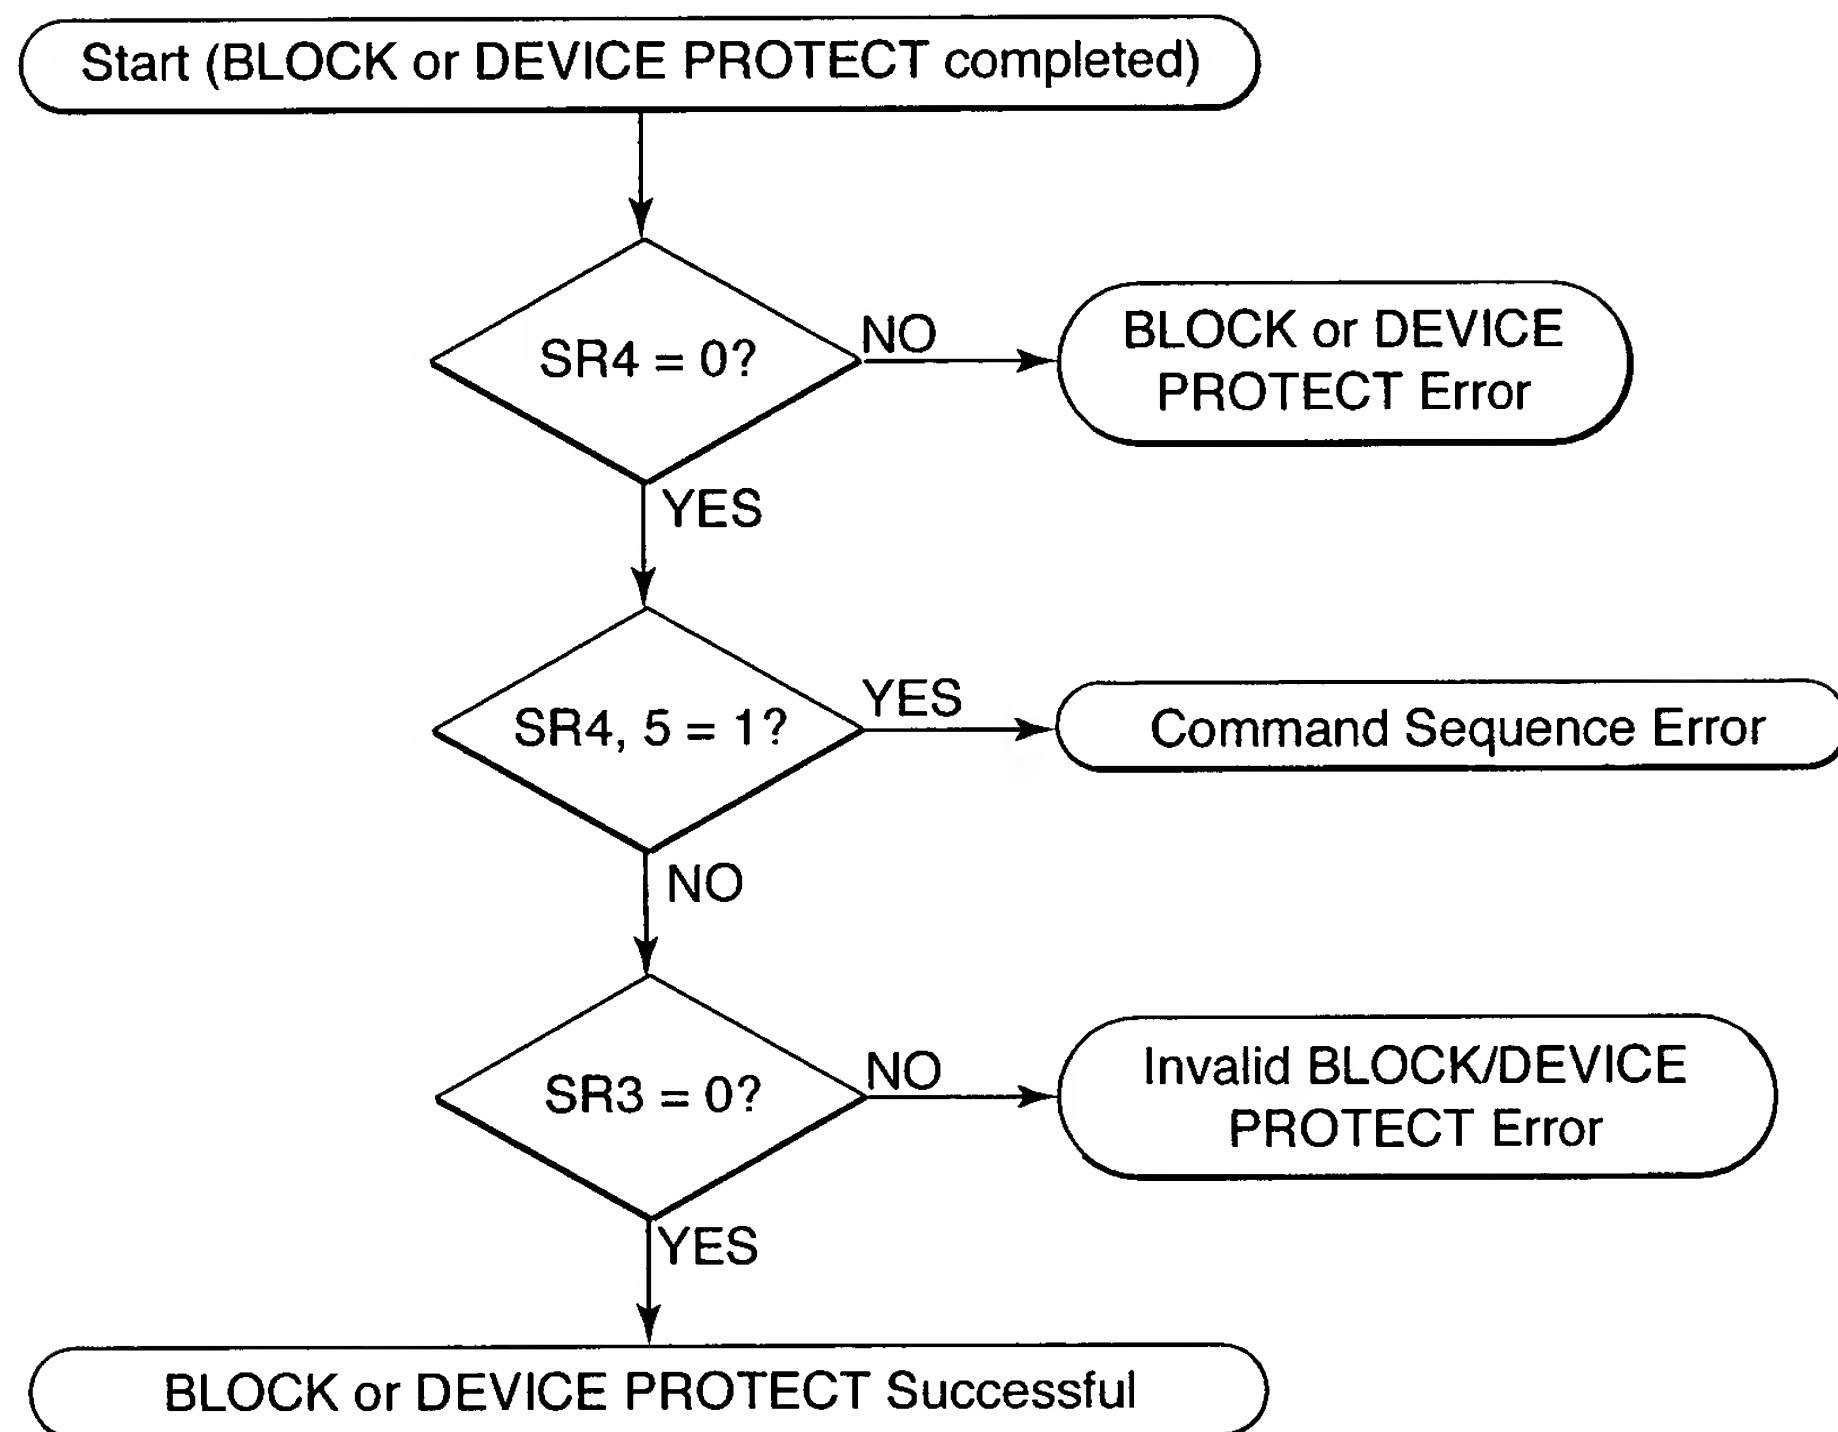 Start (BLOCK or DEVICE PROTECT completed)
SR4 = 0?
NO
BLOCK or DEVICE
PROTECT Error
YES
SR4, 5 = 1?
YES
Command Sequence Error
NO
SR3 = 0?
NO
Invalid BLOCK/DEVICE
PROTECT Error
YES
BLOCK or DEVICE PROTECT Successful